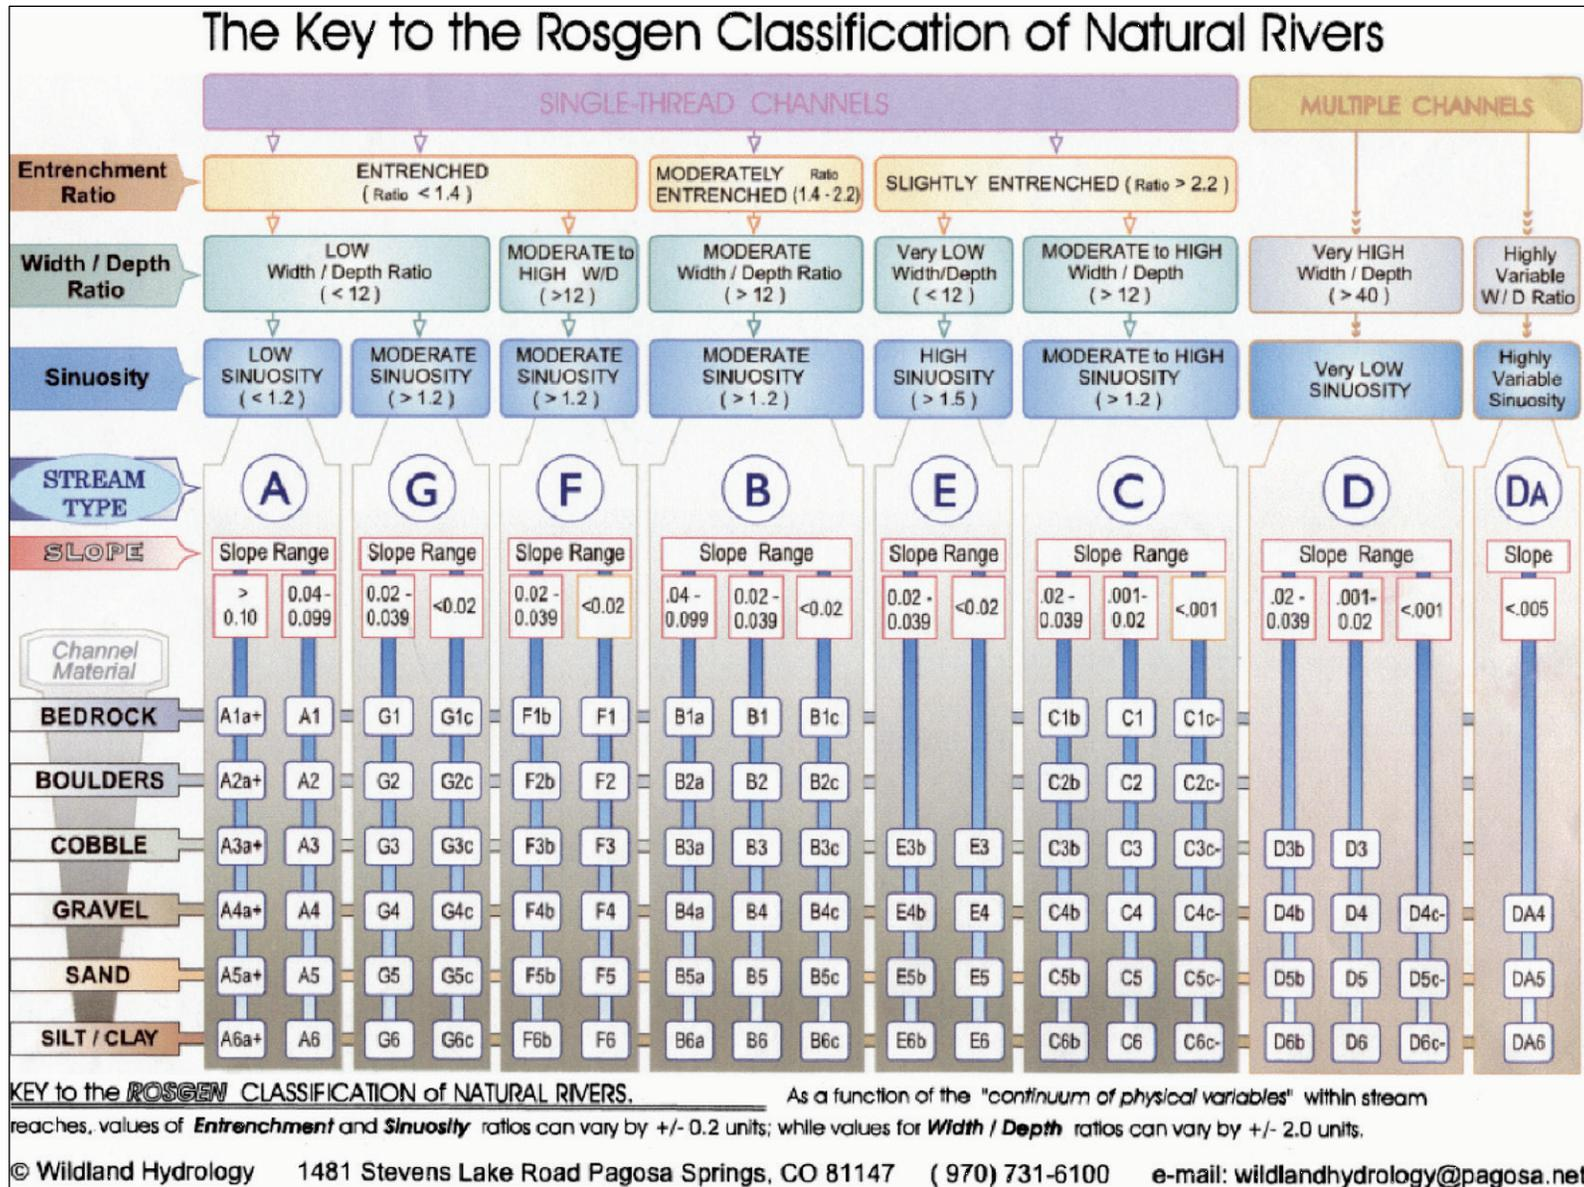 The Key to the Rosgen Classification of Natural Rivers
SINGLE-THREAD CHANNELS
MULTIPLE CHANNELS
Entrenchment
Ratio
ENTRENCHED
( Ratio < 1.4 )
MODERATELY Ratio
ENTRENCHED (1.4 - 2.2)
SLIGHTLY ENTRENCHED ( Ratio > 2.2 )
Width / Depth
Ratio
LOW
Width / Depth Ratio
( < 12 )
MODERATE to
HIGH W/D
( >12 )
MODERATE
Width / Depth Ratio
( > 12 )
Very LOW
Width/Depth
( < 12 )
MODERATE to HIGH
Width / Depth
( > 12 )
Very HIGH
Width / Depth
( > 40 )
Highly
Variable
W / D Ratio
Sinuosity
LOW
SINUOSITY
( < 1.2 )
MODERATE
SINUOSITY
( > 1.2 )
MODERATE
SINUOSITY
( > 1.2 )
MODERATE
SINUOSITY
( > 1.2 )
HIGH
SINUOSITY
( > 1.5 )
MODERATE to HIGH
SINUOSITY
( > 1.2 )
Very LOW
SINUOSITY
Highly
Variable
Sinuosity
STREAM
TYPE
A G F B E C D DA
SLOPE
Slope Range Slope Range Slope Range Slope Range Slope Range Slope Range Slope Range Slope
>
0.10
0.04 -
0.099
0.02 -
0.039
<0.02
0.02 -
0.039
<0.02
.04 -
0.099
0.02 -
0.039
<0.02
0.02 -
0.039
<0.02
.02 -
0.039
.001-
0.02
<.001
.02 -
0.039
.001-
0.02
<.001
<.005
Channel
Material
BEDROCK A1a+ A1 G1 G1c F1b F1 B1a B1 B1c C1b C1 C1c-
BOULDERS A2a+ A2 G2 G2c F2b F2 B2a B2 B2c C2b C2 C2c-
COBBLE A3a+ A3 G3 G3c F3b F3 B3a B3 B3c E3b E3 C3b C3 C3c- D3b D3
GRAVEL A4a+ A4 G4 G4c F4b F4 B4a B4 B4c E4b E4 C4b C4 C4c- D4b D4 D4c- DA4
SAND A5a+ A5 G5 G5c F5b F5 B5a B5 B5c E5b E5 C5b C5 C5c- D5b D5 D5c- DA5
SILT / CLAY A6a+ A6 G6 G6c F6b F6 B6a B6 B6c E6b E6 C6b C6 C6c- D6b D6 D6c- DA6
KEY to the ROSGEN CLASSIFICATION of NATURAL RIVERS. As a function of the "continuum of physical variables" within stream
reaches, values of Entrenchment and Sinuosity ratios can vary by +/- 0.2 units; while values for Width / Depth ratios can vary by +/- 2.0 units.
© Wildland Hydrology 1481 Stevens Lake Road Pagosa Springs, CO 81147 ( 970) 731-6100 e-mail: wildlandhydrology@pagosa.net